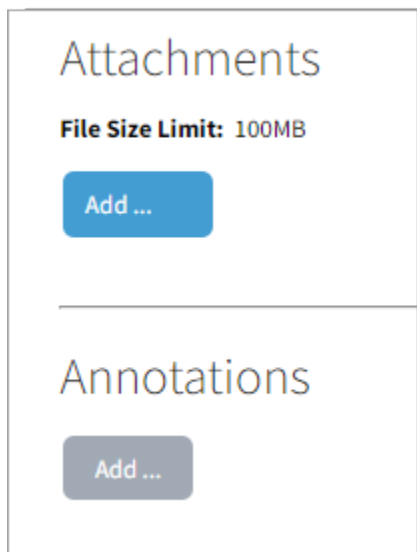 Attachments
File Size Limit: 100MB
Add ...
Annotations
Add ...